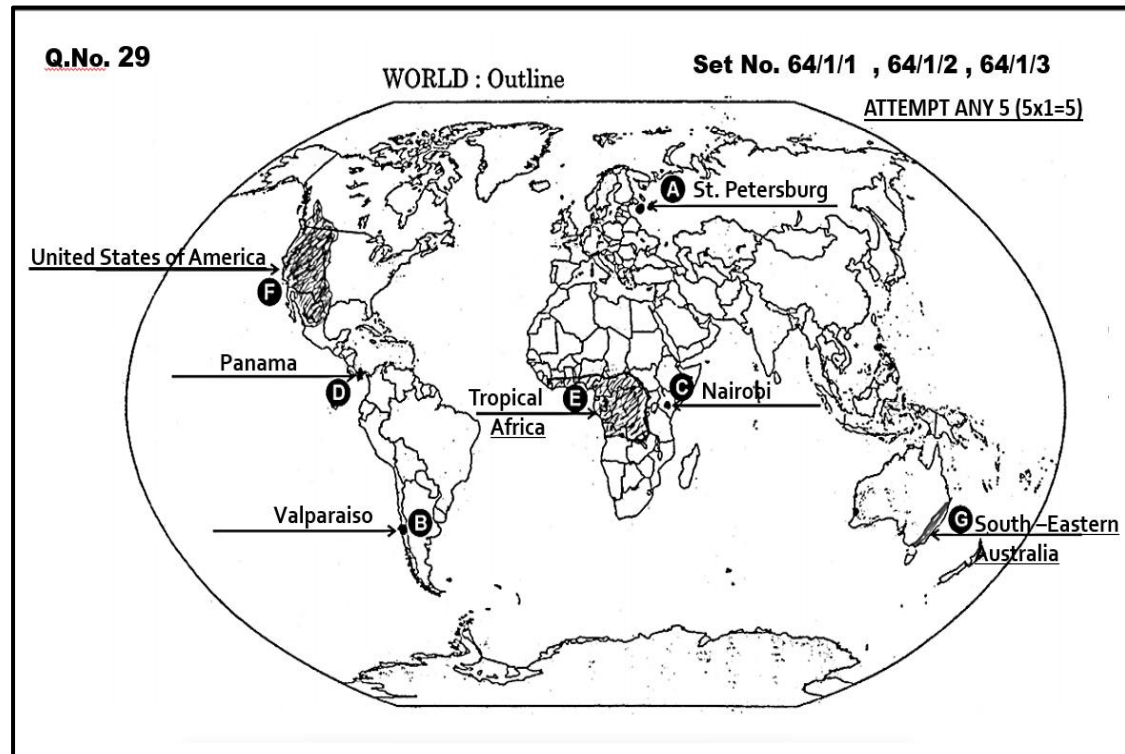 Q.No. 29
Set No. 64/1/1 , 64/1/2 , 64/1/3
WORLD : Outline
ATTEMPT ANY 5 (5x1=5)
A St. Petersburg
United States of America
F
Panama
D
Tropical
Africa
E
C Nairobi
Valparaiso
B
G South –Eastern
Australia